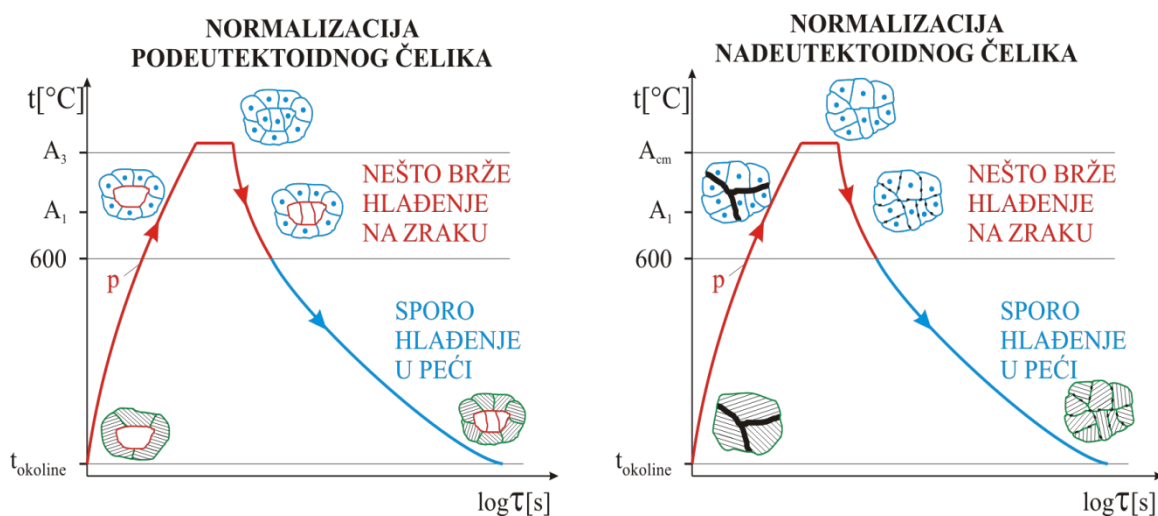 NORMALIZACIJA
PODEUTEKTOIDNOG ČELIKA
t[°C]
A3
A1
600
p
tokoline
NEŠTO BRŽE
HLAĐENJE
NA ZRAKU
SPORO
HLAĐENJE
U PEĆI
logτ[s]
NORMALIZACIJA
NADEUTEKTOIDNOG ČELIKA
t[°C]
Acm
A1
600
p
tokoline
NEŠTO BRŽE
HLAĐENJE
NA ZRAKU
SPORO
HLAĐENJE
U PEĆI
logτ[s]